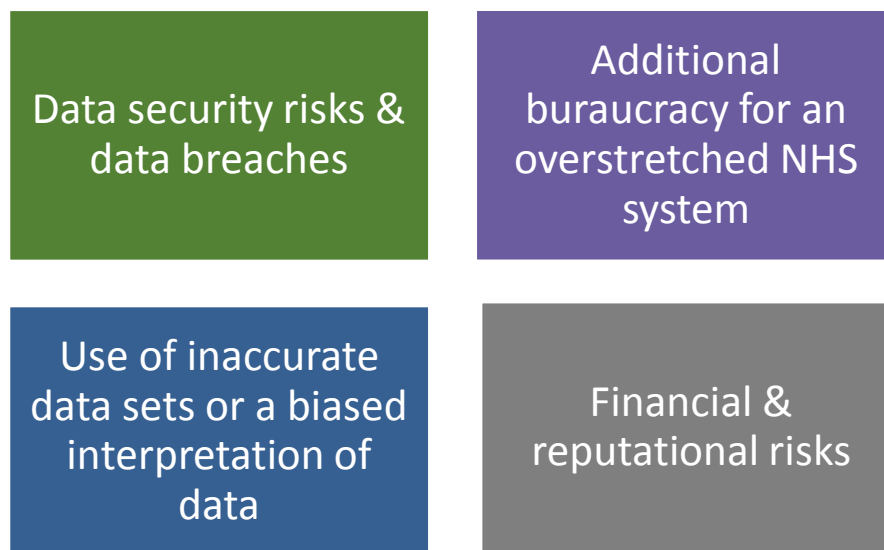 Data security risks &
data breaches
Additional
buraucracy for an
overstretched NHS
system
Use of inaccurate
data sets or a biased
interpretation of
data
Financial &
reputational risks